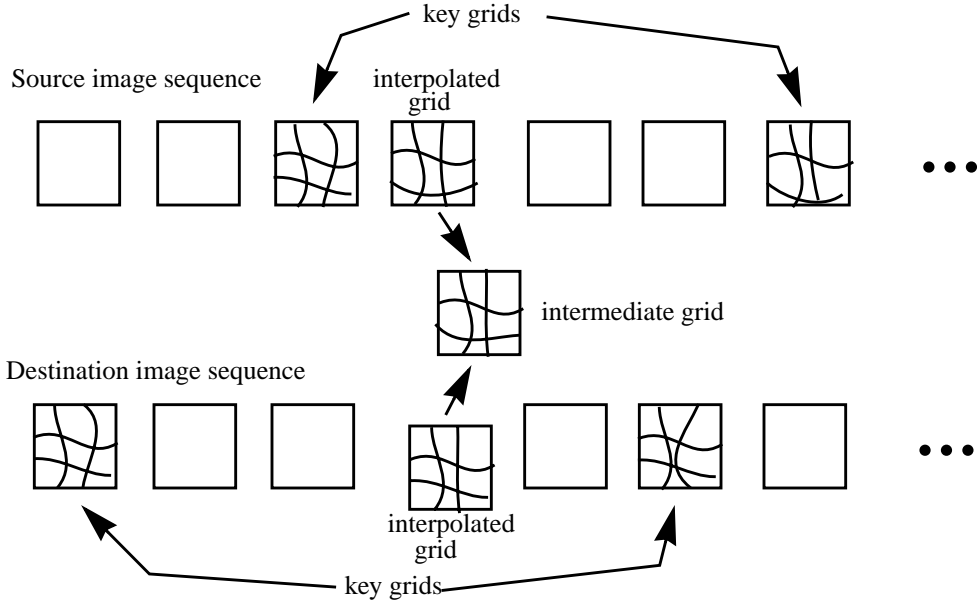 key grids
Source image sequence
interpolated
grid
intermediate grid
Destination image sequence
interpolated
grid
key grids